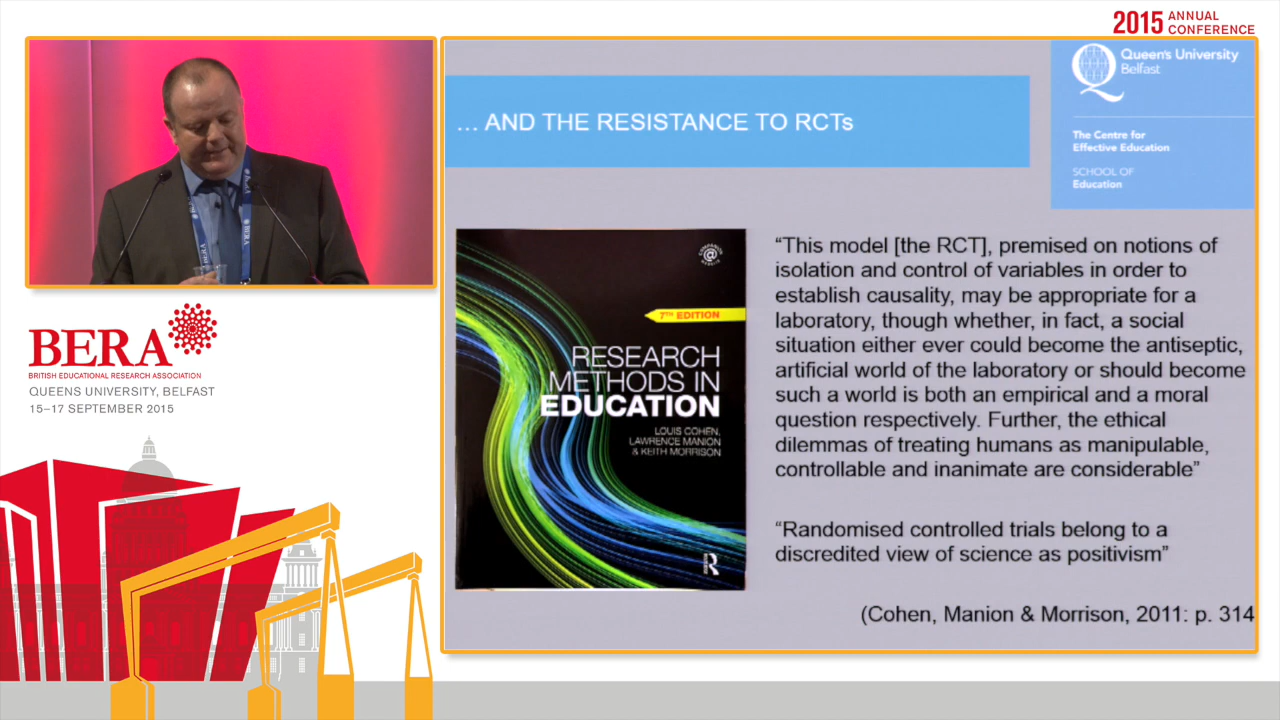 2015 ANNUAL
CONFERENCE
Queen's University
Belfast
The Centre for
Effective Education
SCHOOL OF
Education
… AND THE RESISTANCE TO RCTs
COMPANION
@
WEBSITE
7TH EDITION
RESEARCH
METHODS IN
EDUCATION
LOUIS COHEN,
LAWRENCE MANION
& KEITH MORRISON
R
“This model [the RCT], premised on notions of
isolation and control of variables in order to
establish causality, may be appropriate for a
laboratory, though whether, in fact, a social
situation either ever could become the antiseptic,
artificial world of the laboratory or should become
such a world is both an empirical and a moral
question respectively. Further, the ethical
dilemmas of treating humans as manipulable,
controllable and inanimate are considerable”
“Randomised controlled trials belong to a
discredited view of science as positivism”
(Cohen, Manion & Morrison, 2011: p. 314
BERA
BRITISH EDUCATIONAL RESEARCH ASSOCIATION
QUEENS UNIVERSITY, BELFAST
15–17 SEPTEMBER 2015
BERA